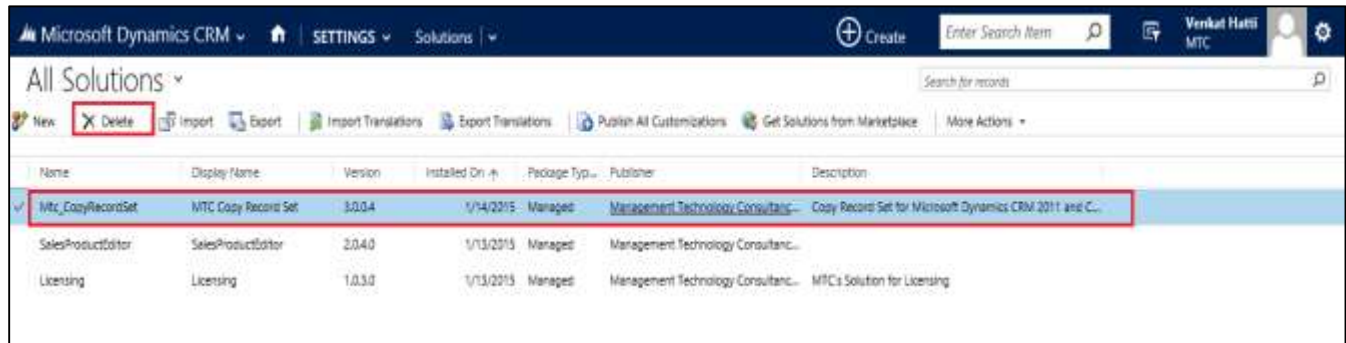 Microsoft Dynamics CRM SETTINGS Solutions Create Enter Search Item Venkat Hatti
MTC
All Solutions Search for records
New Delete Import Export Import Translations Export Translations Publish All Customizations Get Solutions from Marketplace More Actions
Name Display Name Version Installed On Package Typ... Publisher Description
Mtc_CopyRecordSet MTC Copy Record Set 3.0.0.4 1/14/2015 Managed Management Technology Consultanc... Copy Record Set for Microsoft Dynamics CRM 2011 and C...
SalesProductEditor SalesProductEditor 2.0.4.0 1/13/2015 Managed Management Technology Consultanc...
Licensing Licensing 1.0.3.0 1/13/2015 Managed Management Technology Consultanc... MTC's Solution for Licensing